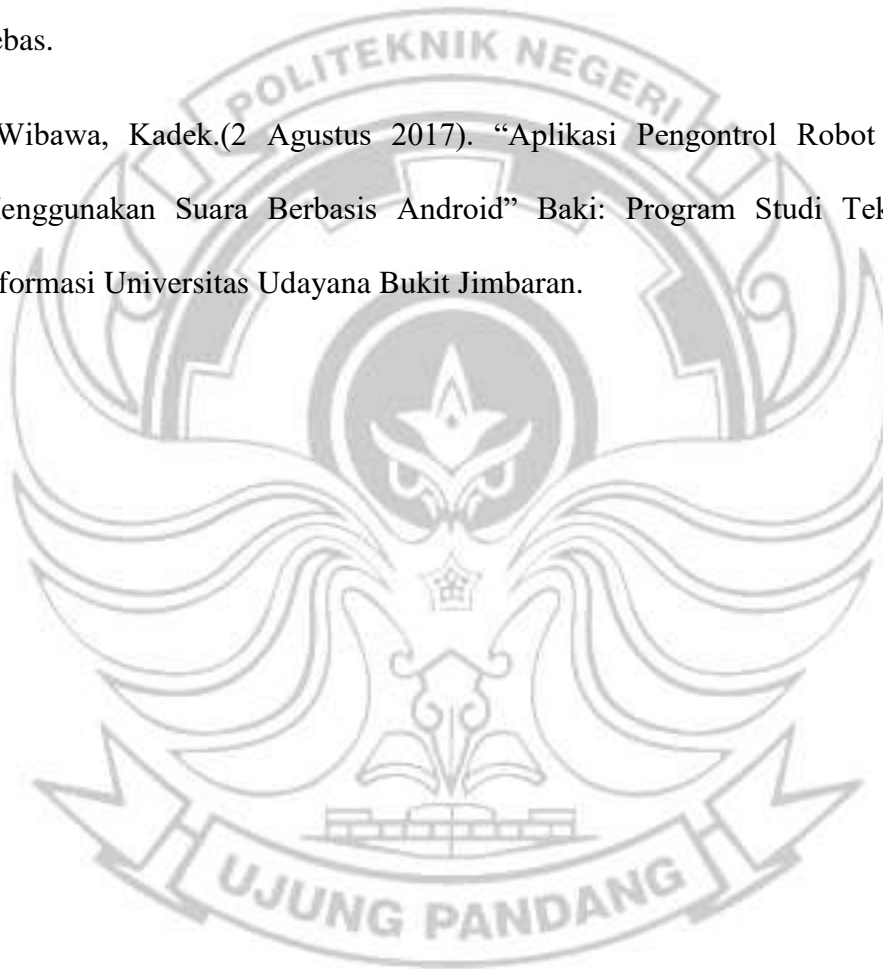 ebas.
POLITEKNIK NEGERI
Wibawa, Kadek.(2 Agustus 2017). “Aplikasi Pengontrol Robot
enggunakan Suara Berbasis Android” Baki: Program Studi Tek
formasi Universitas Udayana Bukit Jimbaran.
UJUNG PANDANG